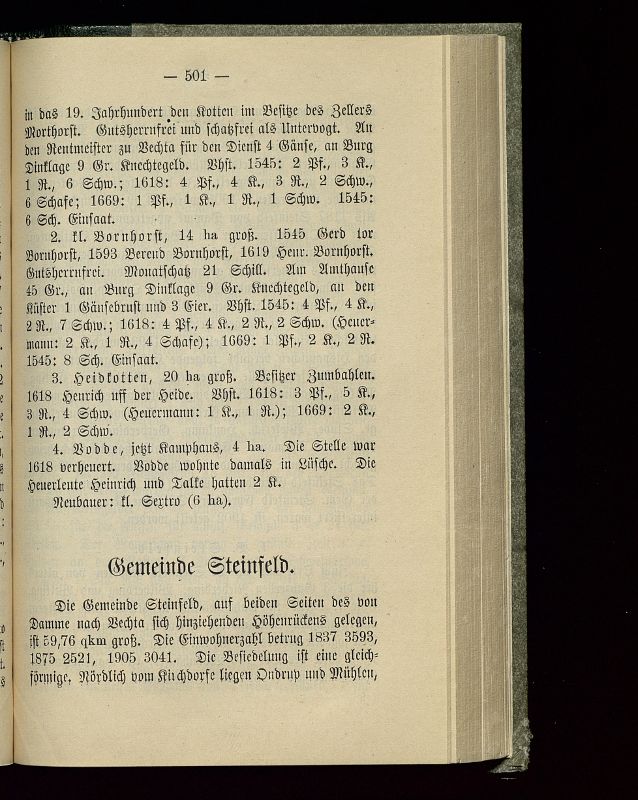 — 501 —
in das 19. Jahrhundert den Kotten im Besitze des Zellers
Morthorst. Gutsherrnfrei und schatzfrei als Untervogt. An
den Rentmeister zu Vechta für den Dienst 4 Gänse, an Burg
Dinklage 9 Gr. Knechtegeld. Vhst. 1545: 2 Pf., 3 K.,
1 R., 6 Schw.; 1618: 4 Pf., 4 K., 3 R., 2 Schw.,
6 Schafe; 1669: 1 Pf., 1 K., 1 R., 1 Schw. 1545:
6 Sch. Einsaat.
2. kl. Bornhorst, 14 ha groß. 1545 Gerd tor
Bornhorst, 1593 Berend Bornhorst, 1619 Henr. Bornhorst.
Gutsherrnfrei. Monatschatz 21 Schill. Am Amthause
45 Gr., an Burg Dinklage 9 Gr. Knechtegeld, an den
Küster 1 Gänsebrust und 3 Eier. Vhst. 1545: 4 Pf., 4 K.,
2 R., 7 Schw.; 1618: 4 Pf., 4 K., 2 R., 2 Schw. (Heuer-
mann: 2 K., 1 R., 4 Schafe); 1669: 1 Pf., 2 K., 2 R.
1545: 8 Sch. Einsaat.
3. Heidkotten, 20 ha groß. Besitzer Zumbahlen.
1618 Henrich uff der Heide. Vhst. 1618: 3 Pf., 5 K.,
3 R., 4 Schw. (Heuermann: 1 K., 1 R.); 1669: 2 K.,
1 R., 2 Schw.
4. Vodde, jetzt Kamphaus, 4 ha. Die Stelle war
1618 verheuert. Vodde wohnte damals in Lüsche. Die
Heuerleute Heinrich und Talke hatten 2 K.
Neubauer: kl. Sextro (6 ha).
Gemeinde Steinfeld.
Die Gemeinde Steinfeld, auf beiden Seiten des von
Damme nach Vechta sich hinziehenden Höhenrückens gelegen,
ist 59,76 qkm groß. Die Einwohnerzahl betrug 1837 3593,
1875 2521, 1905 3041. Die Besiedelung ist eine gleich-
förmige. Nördlich vom Kirchdorfe liegen Ondrup und Mühlen,